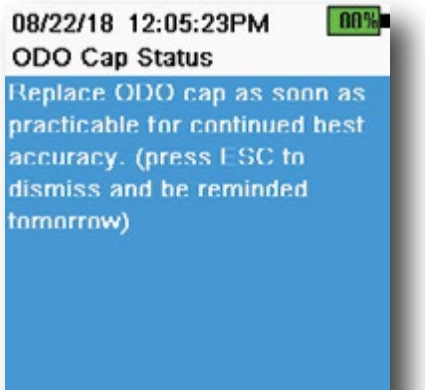 08/22/18 12:05:23PM
ODO Cap Status
Replace ODO cap as soon as
practicable for continued best
accuracy. (press ESC to
dismiss and be reminded
tomorrow)